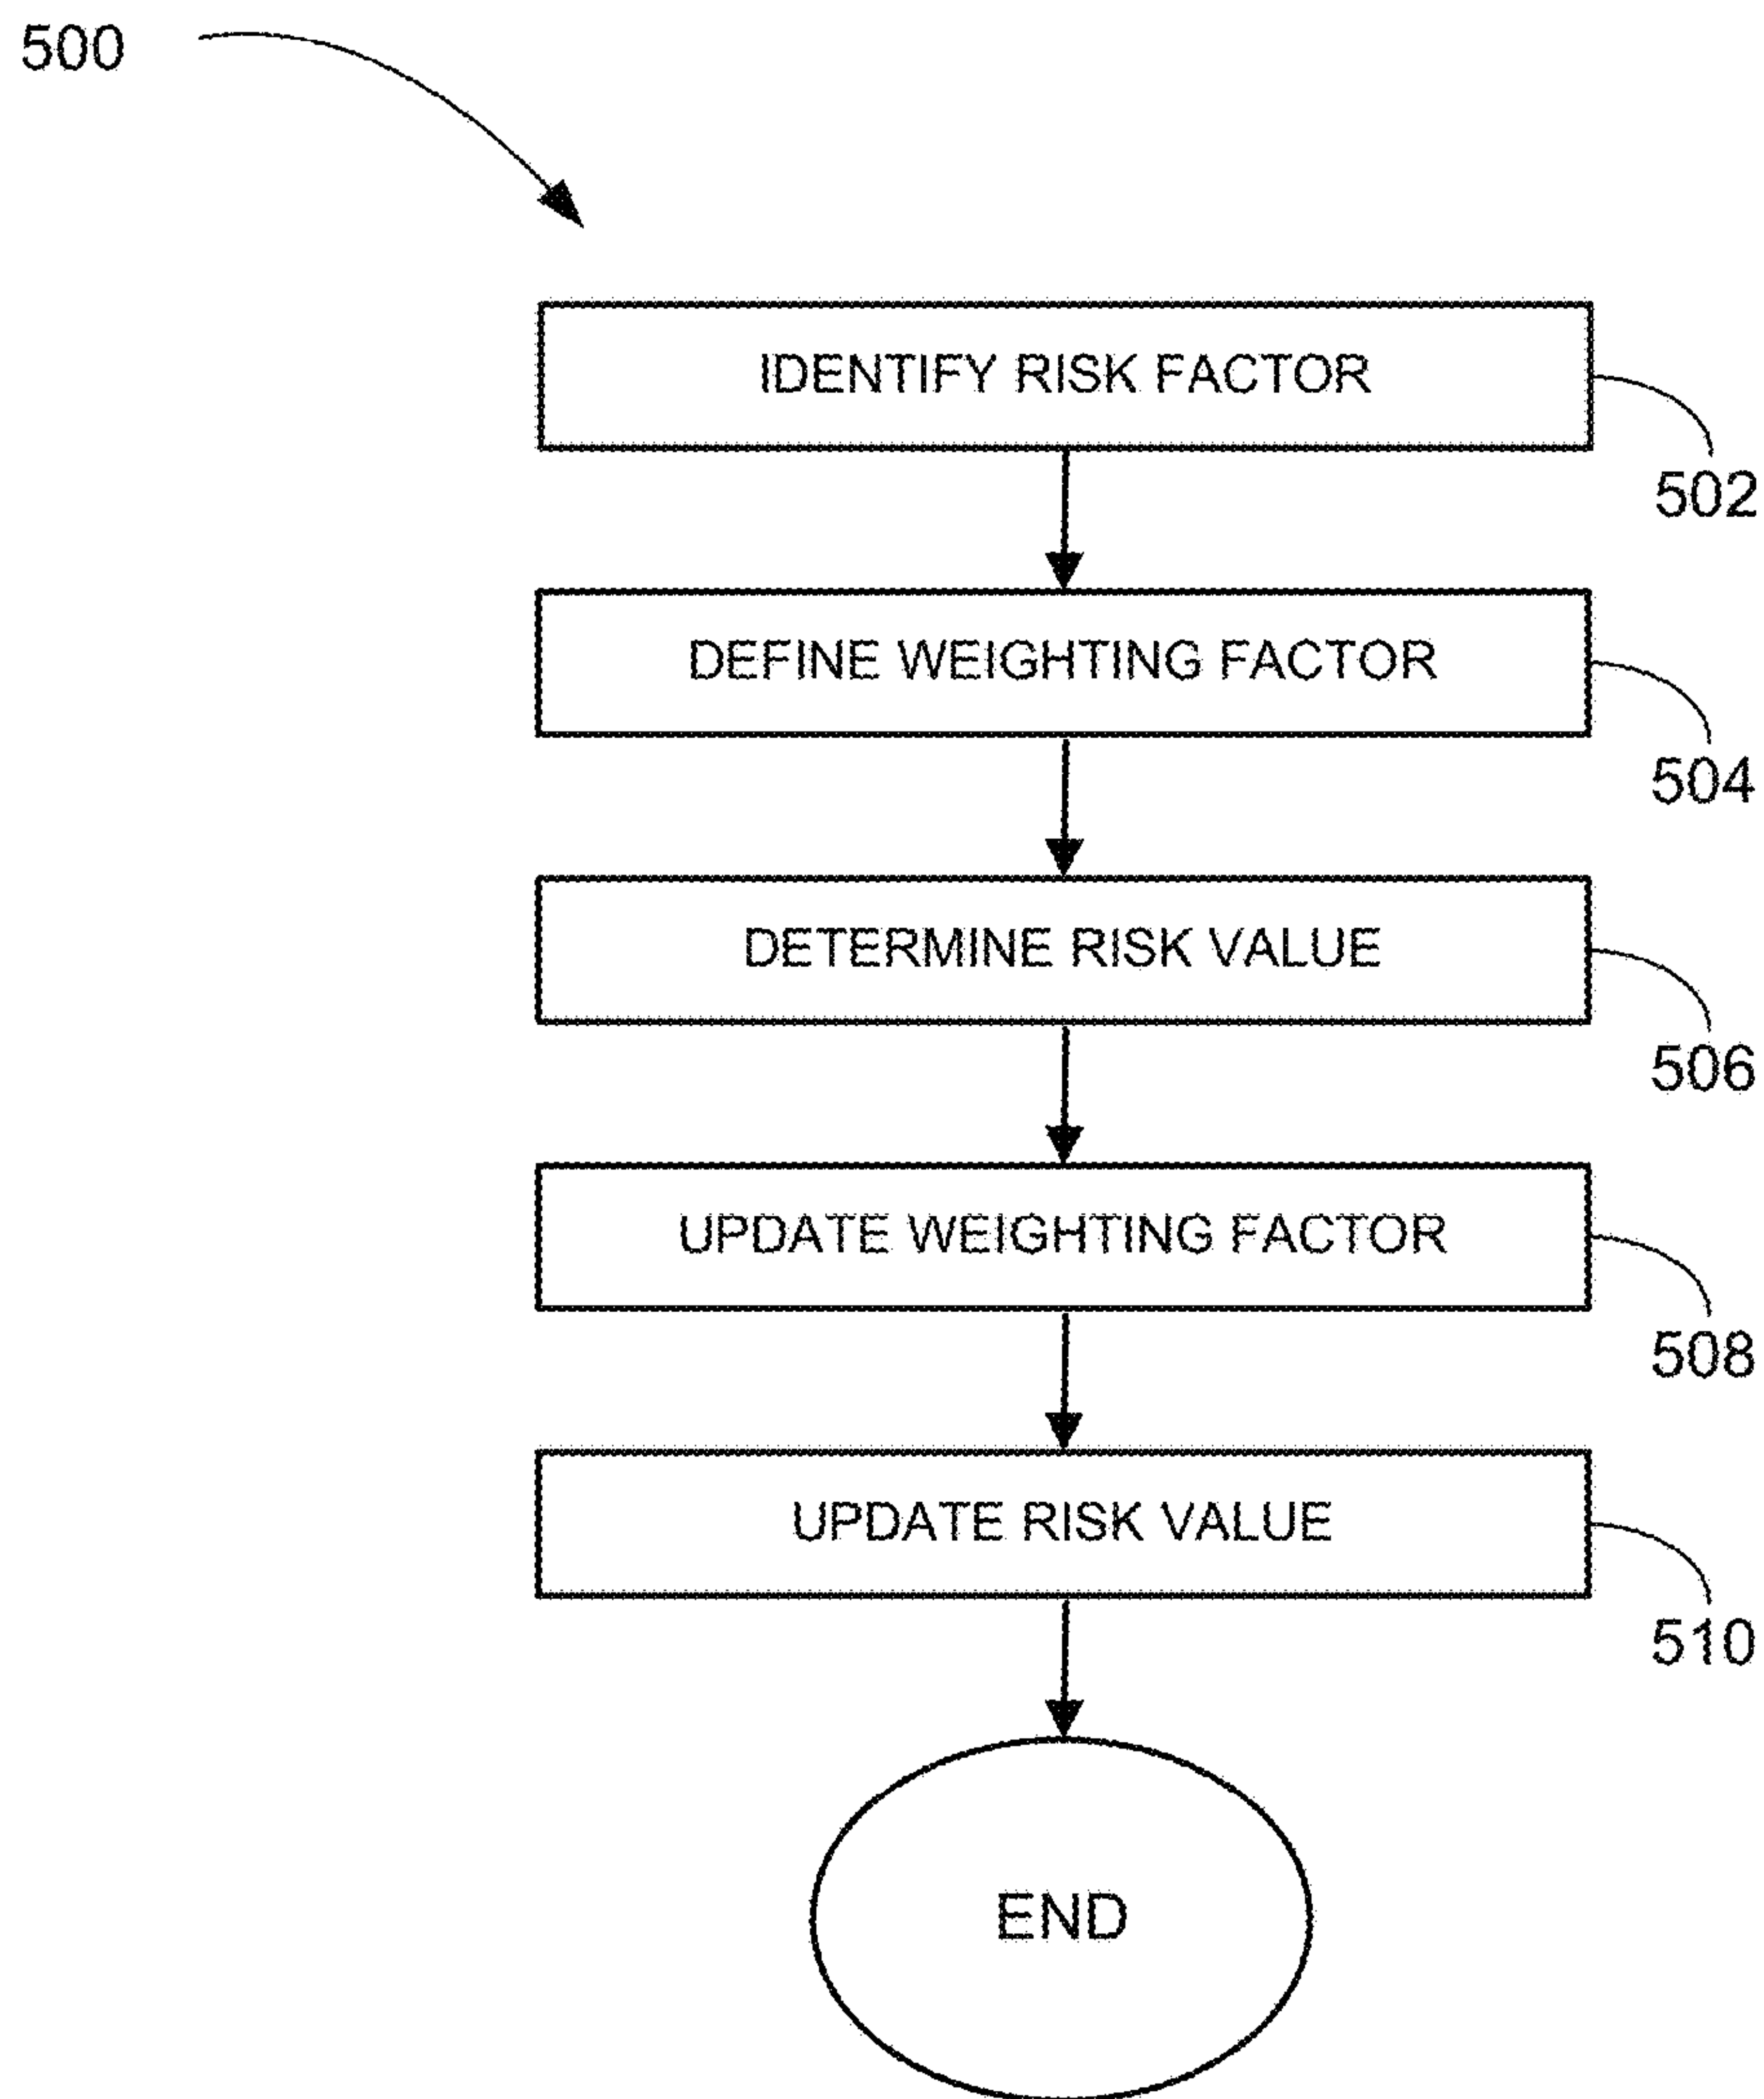 500
IDENTIFY RISK FACTOR
502
DEFINE WEIGHTING FACTOR
504
DETERMINE RISK VALUE
506
UPDATE WEIGHTING FACTOR
508
UPDATE RISK VALUE
510
END